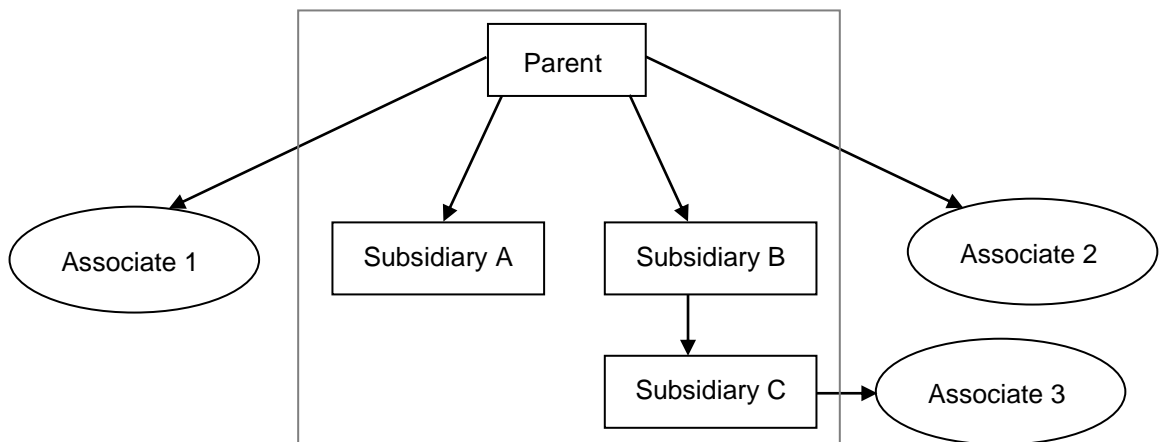 Parent
Associate 1
Subsidiary A
Subsidiary B
Associate 2
Subsidiary C
Associate 3